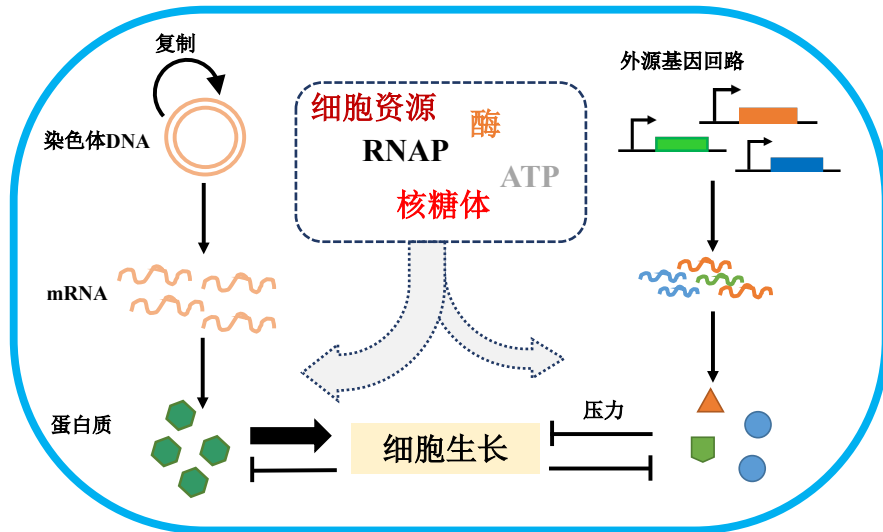 复制
外源基因回路
细胞资源
酶
染色体DNA
RNAP
ATP
核糖体
mRNA
蛋白质
压力
细胞生长